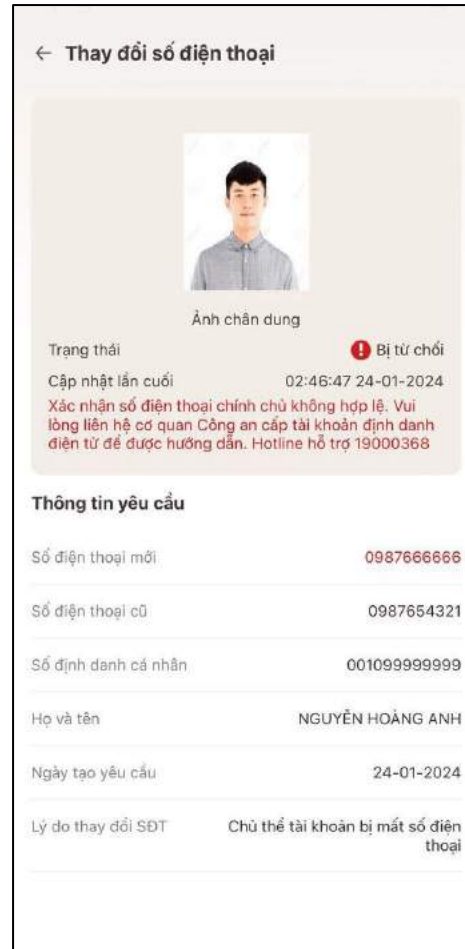 ← Thay đổi số điện thoại
Ảnh chân dung
Trạng thái Bị từ chối
Cập nhật lần cuối 02:46:47 24-01-2024
Xác nhận số điện thoại chính chủ không hợp lệ. Vui
lòng liên hệ cơ quan Công an cấp tài khoản định danh
điện tử để được hướng dẫn. Hotline hỗ trợ 19000368
Thông tin yêu cầu
Số điện thoại mới 0987666666
Số điện thoại cũ 0987654321
Số định danh cá nhân 001099999999
Họ và tên NGUYỄN HOÀNG ANH
Ngày tạo yêu cầu 24-01-2024
Lý do thay đổi SĐT Chủ thể tài khoản bị mất số điện
thoại